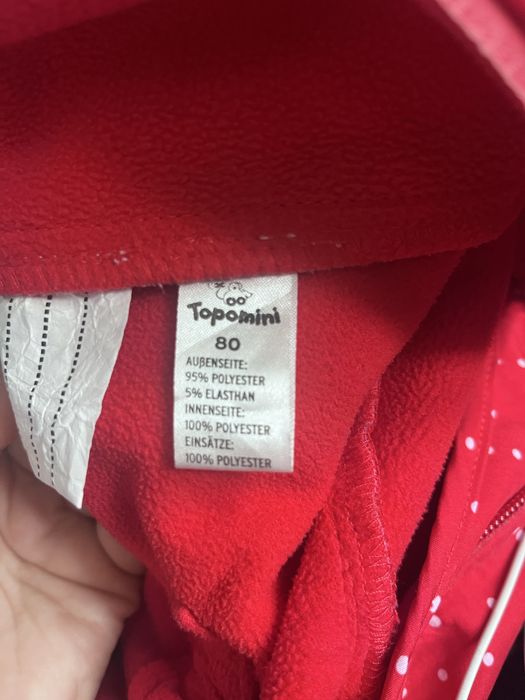 Topomini
80
AUßENSEITE:
95% POLYESTER
5% ELASTHAN
INNENSEITE:
100% POLYESTER
EINSÄTZE:
100% POLYESTER